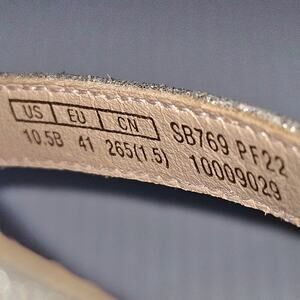 US EU CN SB769 PF22
10.5B 41 265(1.5) 10009029